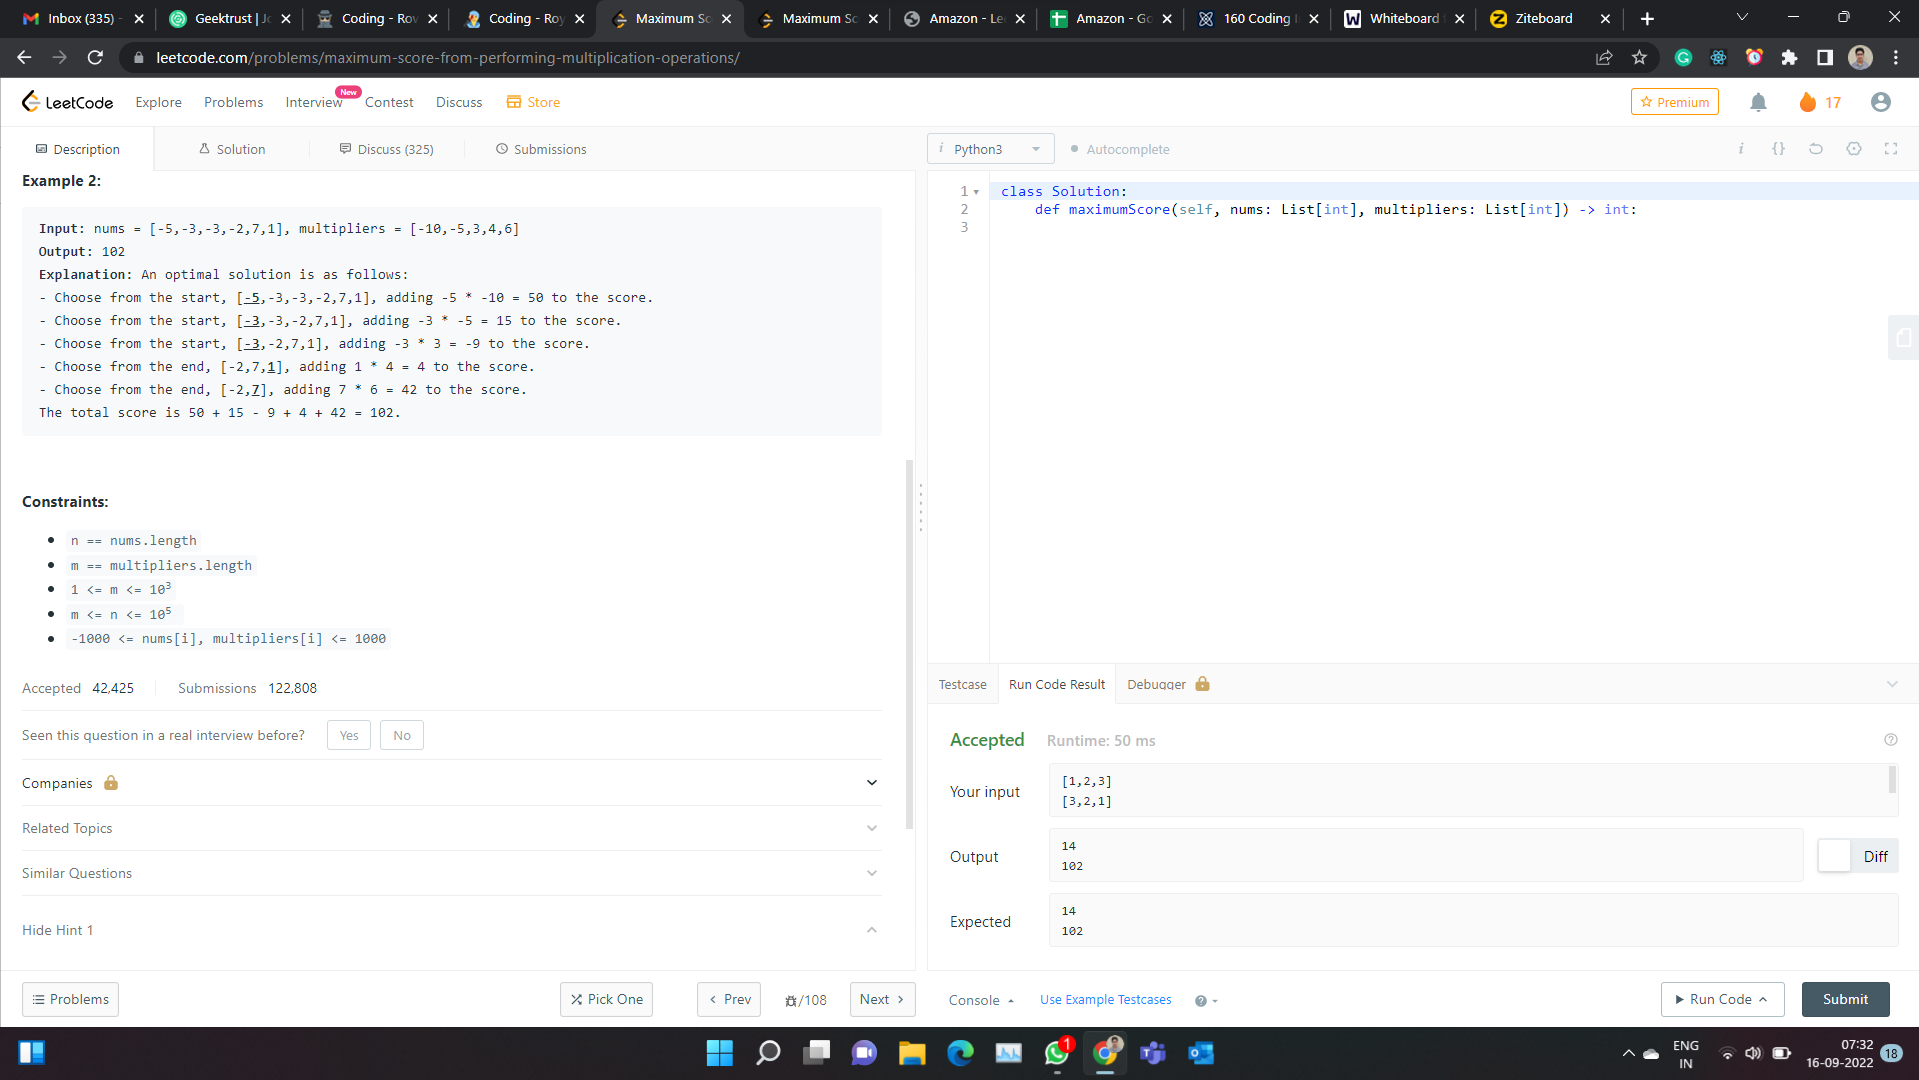 Inbox (335) -
Geektrust | Jo
Coding - Rov
Coding - Roy
Maximum Sc
Maximum Sc
Amazon - Le
Amazon - Go
160 Coding I
Whiteboard
Ziteboard
leetcode.com/problems/maximum-score-from-performing-multiplication-operations/
LeetCode
Explore
Problems
Interview
New
Contest
Discuss
Store
Premium
17
Description
Solution
Discuss (325)
Submissions
i Python3
Autocomplete
i {}
Example 2:
Input: nums = [-5,-3,-3,-2,7,1], multipliers = [-10,-5,3,4,6]
Output: 102
Explanation: An optimal solution is as follows:
- Choose from the start, [-5,-3,-3,-2,7,1], adding -5 * -10 = 50 to the score.
- Choose from the start, [-3,-3,-2,7,1], adding -3 * -5 = 15 to the score.
- Choose from the start, [-3,-2,7,1], adding -3 * 3 = -9 to the score.
- Choose from the end, [-2,7,1], adding 1 * 4 = 4 to the score.
- Choose from the end, [-2,7], adding 7 * 6 = 42 to the score.
The total score is 50 + 15 - 9 + 4 + 42 = 102.
Constraints:
n == nums.length
m == multipliers.length
1 <= m <= 10³
m <= n <= 10⁵
-1000 <= nums[i], multipliers[i] <= 1000
Accepted 42,425
Submissions 122,808
Seen this question in a real interview before?
Yes
No
Companies
Related Topics
Similar Questions
Hide Hint 1
Problems
Pick One
Prev
/108
Next
1 class Solution:
2 def maximumScore(self, nums: List[int], multipliers: List[int]) -> int:
3
Testcase
Run Code Result
Debugger
Accepted
Runtime: 50 ms
Your input
[1,2,3]
[3,2,1]
Output
14
102
Diff
Expected
14
102
Console
Use Example Testcases
Run Code
Submit
1
ENG
IN
07:32
16-09-2022
18